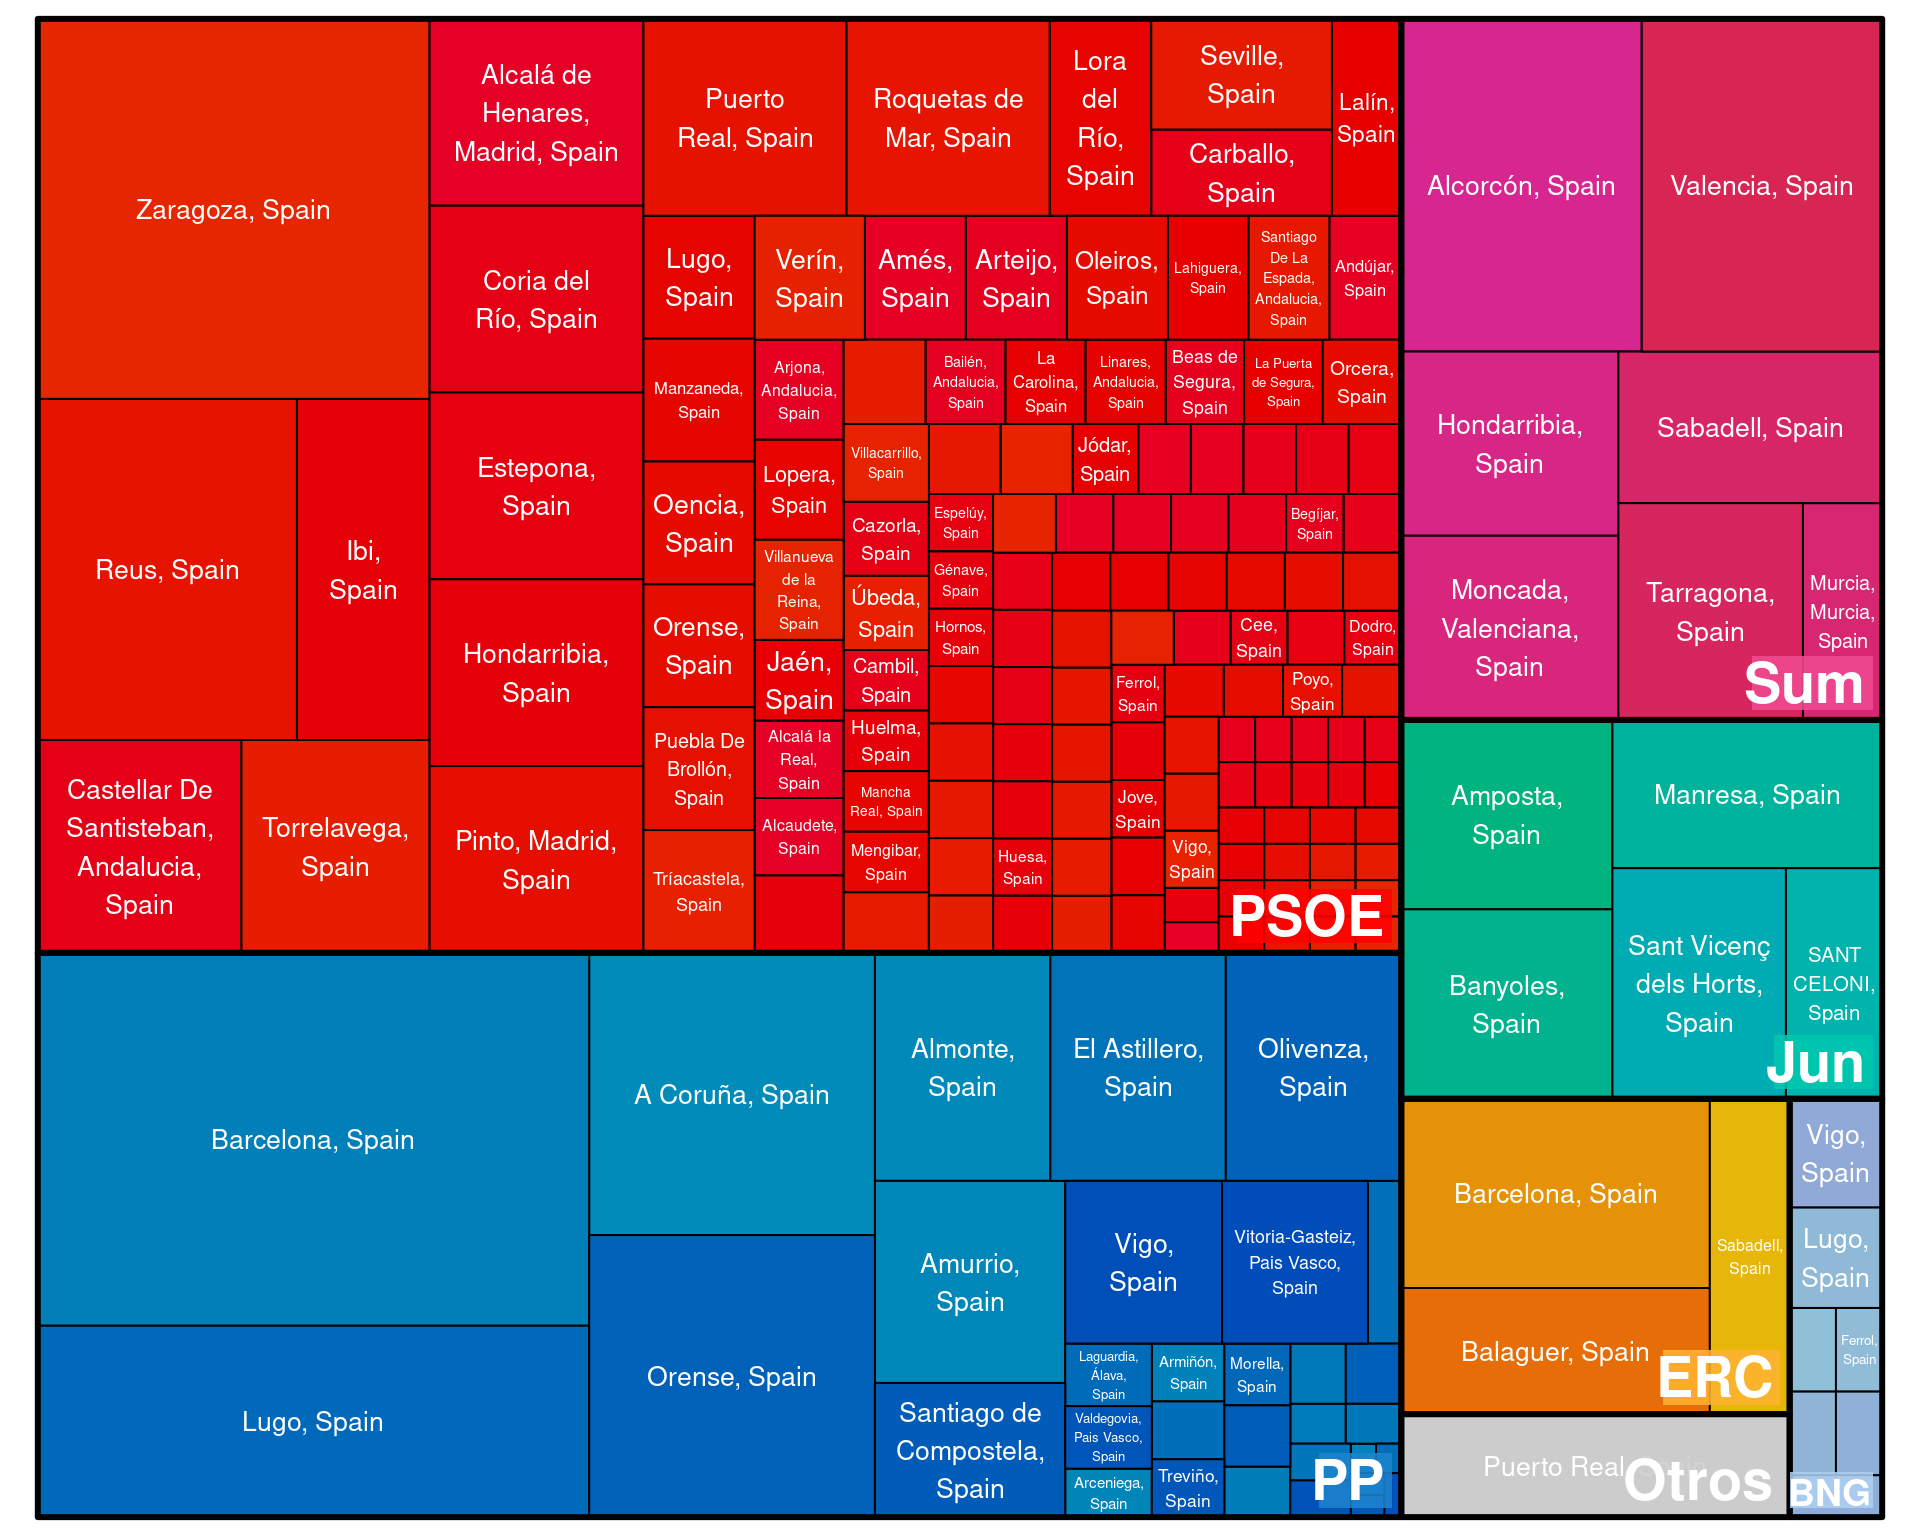 Zaragoza, Spain
Reus, Spain
Ibi,
Spain
Castellar De
Santisteban,
Andalucia,
Spain
Torrelavega,
Spain
Alcalá de
Henares,
Madrid, Spain
Coria del
Río, Spain
Estepona,
Spain
Hondarribia,
Spain
Pinto, Madrid,
Spain
Puerto
Real, Spain
Roquetas de
Mar, Spain
Lora
del
Río,
Spain
Seville,
Spain
Carballo,
Spain
Lalín,
Spain
Lugo,
Spain
Manzaneda,
Spain
Oencia,
Spain
Orense,
Spain
Puebla De
Brollón,
Spain
Tríacastela,
Spain
Verín,
Spain
Amés,
Spain
Arteijo,
Spain
Oleiros,
Spain
Lahiguera,
Spain
Santiago
De La
Espada,
Andalucia,
Spain
Andújar,
Spain
Arjona,
Andalucia,
Spain
Lopera,
Spain
Villanueva
de la
Reina,
Spain
Jaén,
Spain
Alcalá la
Real,
Spain
Alcaudete,
Spain
Bailén,
Andalucia,
Spain
La
Carolina,
Spain
Linares,
Andalucia,
Spain
Beas de
Segura,
Spain
La Puerta
de Segura,
Spain
Orcera,
Spain
Villacarrillo,
Spain
Cazorla,
Spain
Úbeda,
Spain
Cambil,
Spain
Huelma,
Spain
Mancha
Real, Spain
Mengibar,
Spain
Jódar,
Spain
Espelúy,
Spain
Génave,
Spain
Hornos,
Spain
Begíjar,
Spain
Huesa,
Spain
Cee,
Spain
Dodro,
Spain
Ferrol,
Spain
Jove,
Spain
Poyo,
Spain
Vigo,
Spain
PSOE
Barcelona, Spain
Lugo, Spain
A Coruña, Spain
Orense, Spain
Almonte,
Spain
El Astillero,
Spain
Olivenza,
Spain
Amurrio,
Spain
Santiago de
Compostela,
Spain
Vigo,
Spain
Vitoria-Gasteiz,
Pais Vasco,
Spain
Laguardia,
Álava,
Spain
Valdegovia,
Pais Vasco,
Spain
Arceniega,
Spain
Armiñón,
Spain
Treviño,
Spain
Morella,
Spain
PP
Alcorcón, Spain
Valencia, Spain
Hondarribia,
Spain
Moncada,
Valenciana,
Spain
Sabadell, Spain
Tarragona,
Spain
Murcia,
Murcia,
Spain
Sum
Amposta,
Spain
Banyoles,
Spain
Manresa, Spain
Sant Vicenç
dels Horts,
Spain
SANT
CELONI,
Spain
Jun
Barcelona, Spain
Balaguer, Spain
Sabadell,
Spain
ERC
Puerto Real,
Otros
Vigo,
Spain
Lugo,
Spain
Ferrol,
Spain
BNG